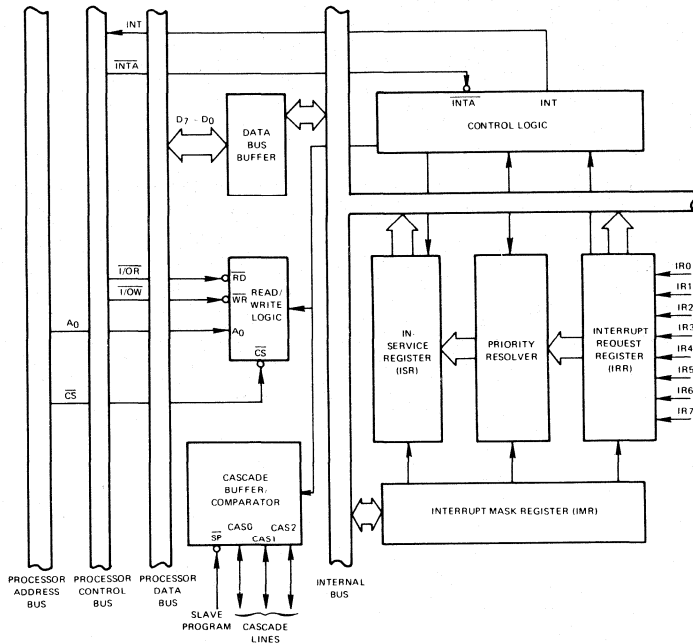 INT
INTA
INTA INT
CONTROL LOGIC
D7 - D0
DATA
BUS
BUFFER
I/OR
I/OW
A0
CS
RD
WR
A0
CS
READ/
WRITE
LOGIC
IN-
SERVICE
REGISTER
(ISR)
PRIORITY
RESOLVER
INTERRUPT
REQUEST
REGISTER
(IRR)
IR0
IR1
IR2
IR3
IR4
IR5
IR6
IR7
CASCADE
BUFFER/
COMPARATOR
SP
CAS0
CAS1
CAS2
INTERRUPT MASK REGISTER (IMR)
PROCESSOR
ADDRESS
BUS
PROCESSOR
CONTROL
BUS
PROCESSOR
DATA
BUS
INTERNAL
BUS
SLAVE
PROGRAM
CASCADE
LINES